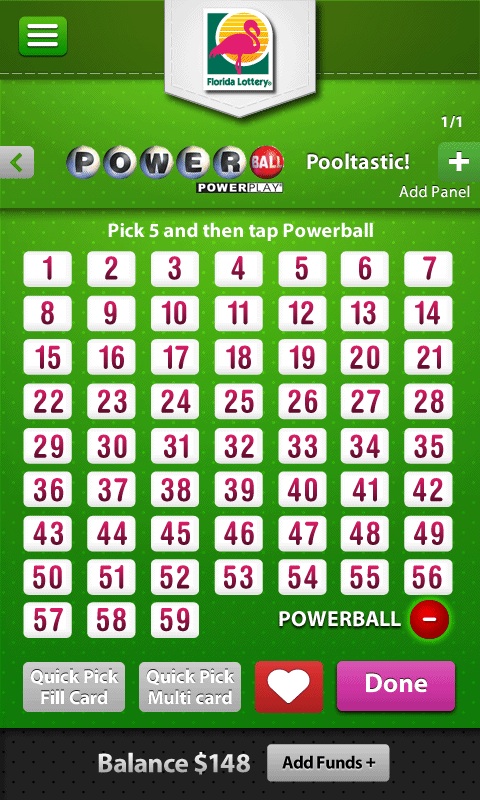 Florida Lottery®
1/1
POWERBALL
POWERPLAY
Pooltastic!
+
Add Panel
Pick 5 and then tap Powerball
1 2 3 4 5 6 7
8 9 10 11 12 13 14
15 16 17 18 19 20 21
22 23 24 25 26 27 28
29 30 31 32 33 34 35
36 37 38 39 40 41 42
43 44 45 46 47 48 49
50 51 52 53 54 55 56
57 58 59 POWERBALL -
Quick Pick
Fill Card
Quick Pick
Multi card
Done
Balance $148 Add Funds +